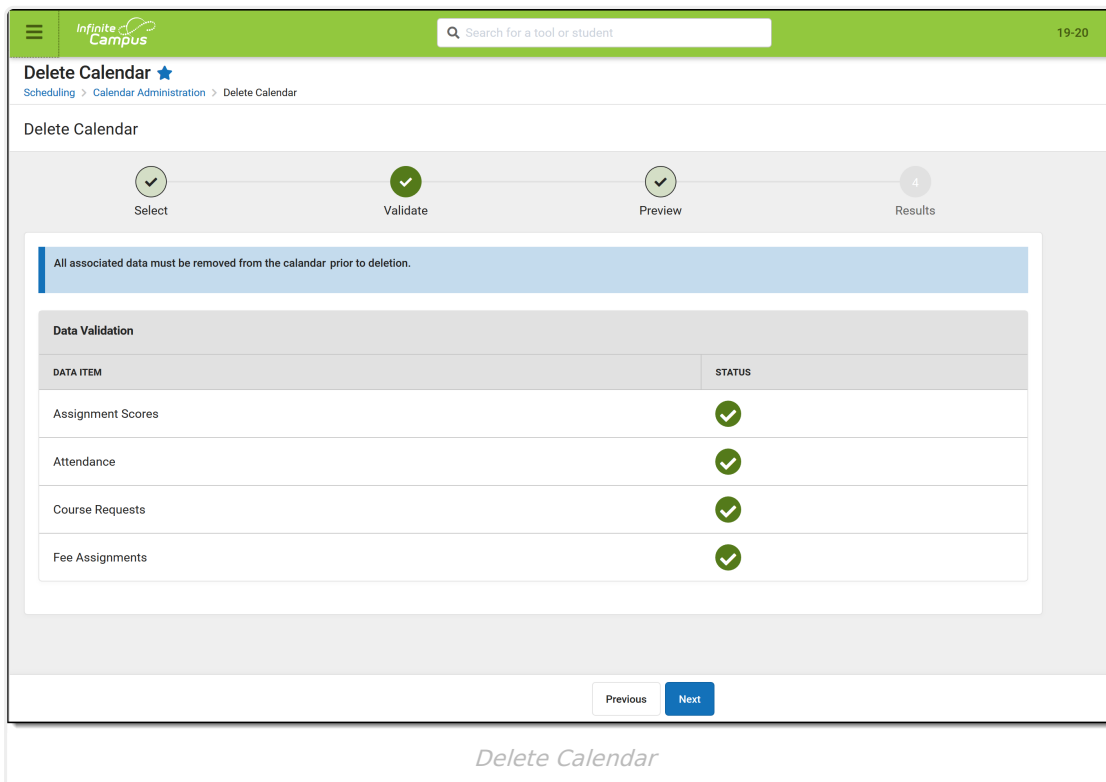 Infinite
Campus
Search for a tool or student
19-20
Delete Calendar
Scheduling > Calendar Administration > Delete Calendar
Delete Calendar
Select
Validate
Preview
4
Results
All associated data must be removed from the calandar prior to deletion.
Data Validation
DATA ITEM STATUS
Assignment Scores
Attendance
Course Requests
Fee Assignments
Previous Next
Delete Calendar